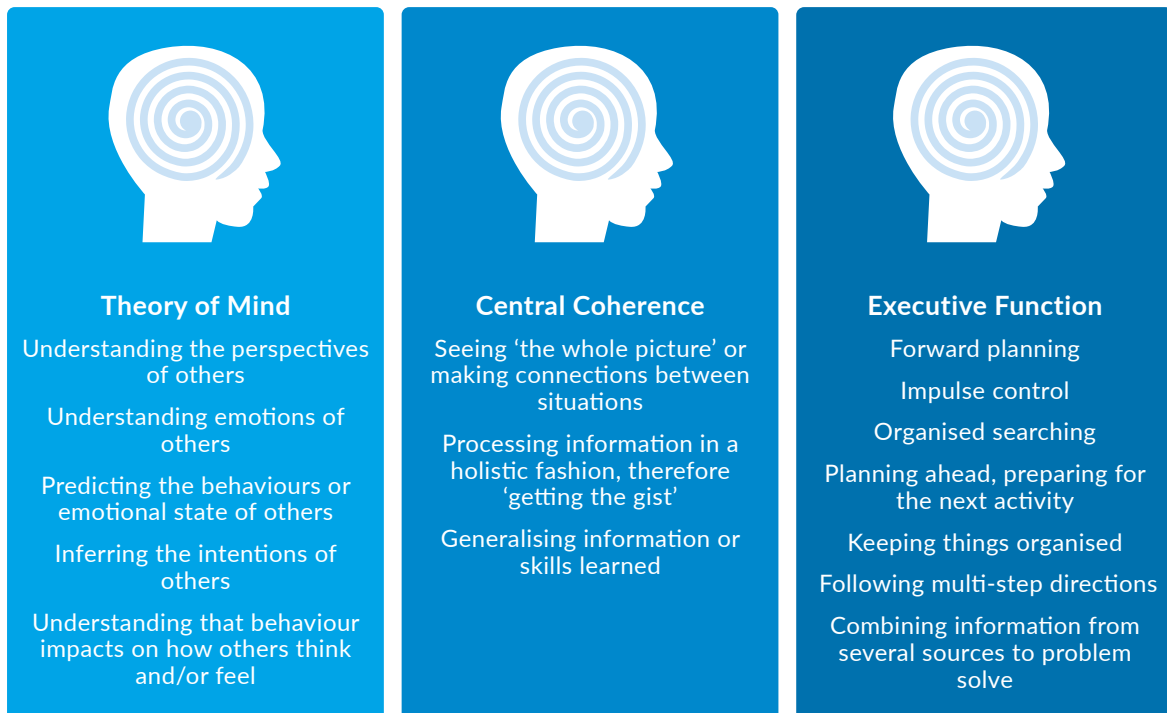 Theory of Mind
Understanding the perspectives
of others
Understanding emotions of
others
Predicting the behaviours or
emotional state of others
Inferring the intentions of
others
Understanding that behaviour
impacts on how others think
and/or feel
Central Coherence
Seeing ‘the whole picture’ or
making connections between
situations
Processing information in a
holistic fashion, therefore
‘getting the gist’
Generalising information or
skills learned
Executive Function
Forward planning
Impulse control
Organised searching
Planning ahead, preparing for
the next activity
Keeping things organised
Following multi-step directions
Combining information from
several sources to problem
solve